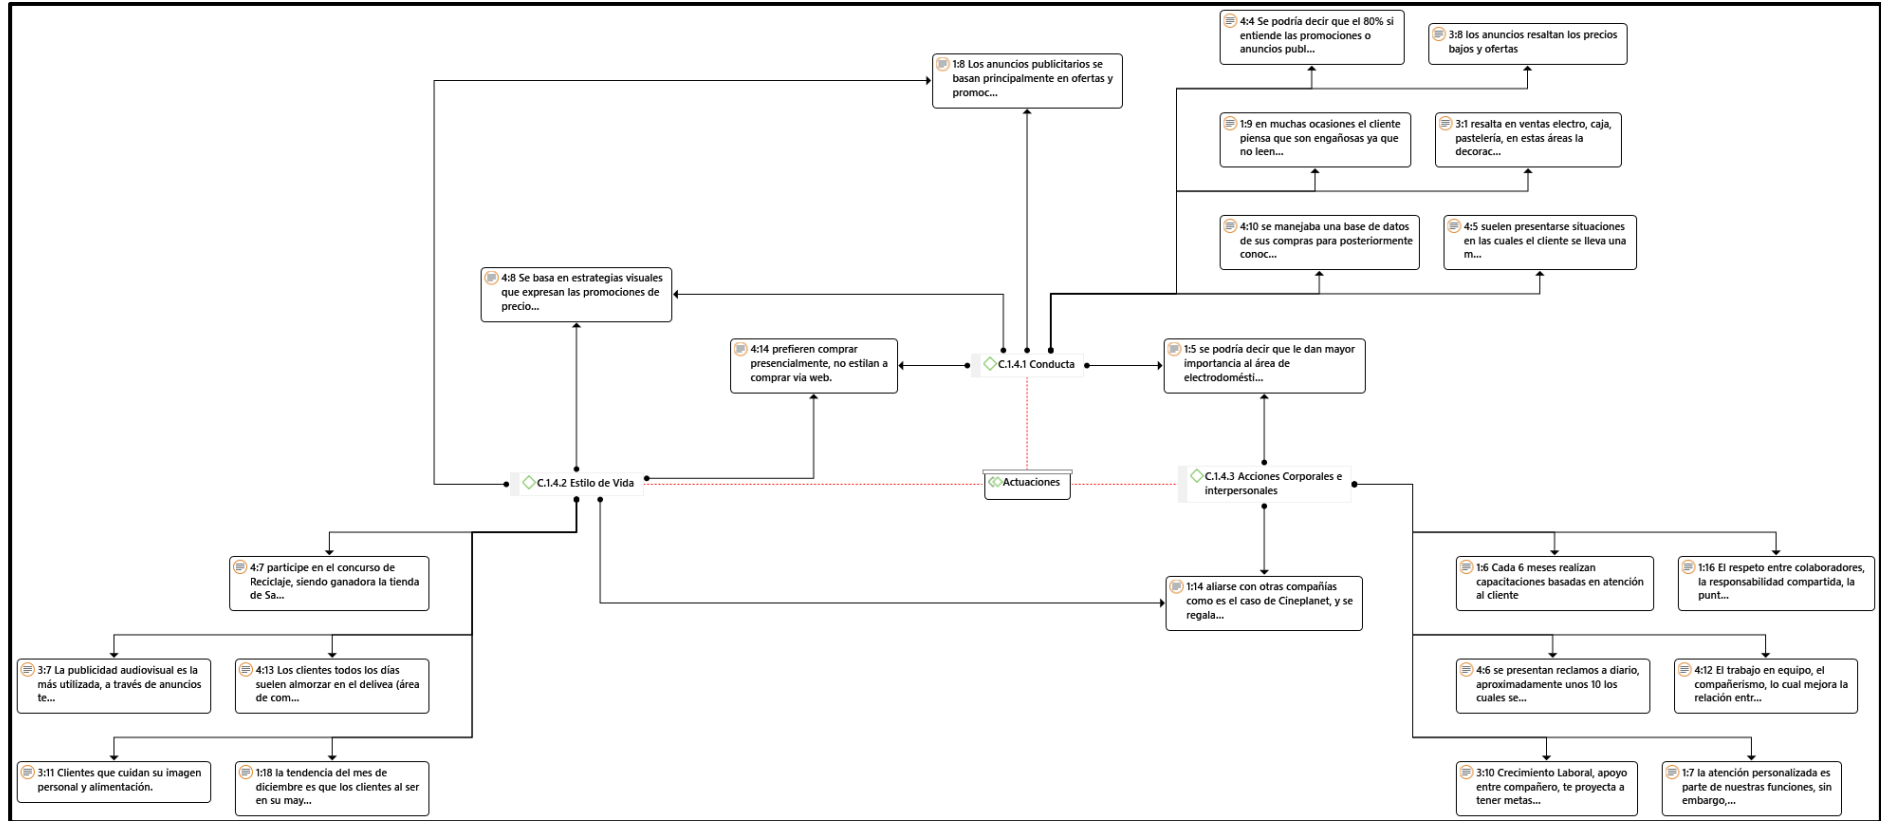 4:4 Se podría decir que el 80% si
entiende las promociones o
anuncios publ...
3:8 los anuncios resaltan los precios
bajos y ofertas
1:8 Los anuncios publicitarios se
basan principalmente en ofertas y
promoc...
1:9 en muchas ocasiones el cliente
piensa que son engañosas ya que
no leen...
3:1 resalta en ventas electro, caja,
pastelería, en estas áreas la
decorac...
4:10 se manejaba una base de datos
de sus compras para posteriormente
conoc...
4:5 suelen presentarse situaciones
en las cuales el cliente se lleva una
m...
4:8 Se basa en estrategias visuales
que expresan las promociones de
precio...
4:14 prefieren comprar
presencialmente, no estilan a
comprar via web.
C.1.4.1 Conducta
1:5 se podría decir que le dan mayor
importancia al área de
electrodomésti...
C.1.4.2 Estilo de Vida
Actuaciones
C.1.4.3 Acciones Corporales e
interpersonales
4:7 participe en el concurso de
Reciclaje, siendo ganadora la tienda
de Sa...
1:14 aliarse con otras compañías
como es el caso de Cineplanet, y se
regala...
1:6 Cada 6 meses realizan
capacitaciones basadas en atención
al cliente
1:16 El respeto entre colaboradores,
la responsabilidad compartida, la
punt...
3:7 La publicidad audiovisual es la
más utilizada, a través de anuncios
te...
4:13 Los clientes todos los días
suelen almorzar en el delivea (área
de com...
4:6 se presentan reclamos a diario,
aproximadamente unos 10 los
cuales se...
4:12 El trabajo en equipo, el
compañerismo, lo cual mejora la
relación entr...
3:11 Clientes que cuidan su imagen
personal y alimentación.
1:18 la tendencia del mes de
diciembre es que los clientes al ser
en su may...
3:10 Crecimiento Laboral, apoyo
entre compañero, te proyecta a
tener metas...
1:7 la atención personalizada es
parte de nuestras funciones, sin
embargo,...